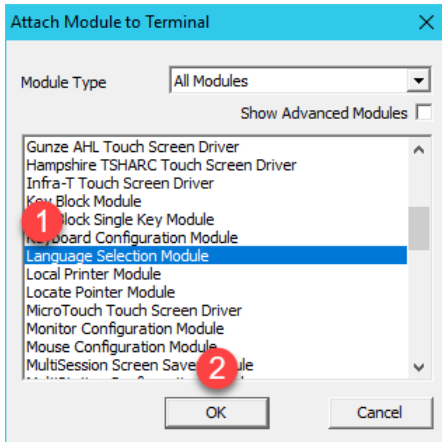 Attach Module to Terminal
Module Type All Modules
Show Advanced Modules
Gunze AHL Touch Screen Driver
Hampshire TSHARC Touch Screen Driver
Infra-T Touch Screen Driver
Key Block Module
1
Block Single Key Module
Keyboard Configuration Module
Language Selection Module
Local Printer Module
Locate Pointer Module
MicroTouch Touch Screen Driver
Monitor Configuration Module
Mouse Configuration Module
MultiSession Screen Saver Module
2
OK Cancel